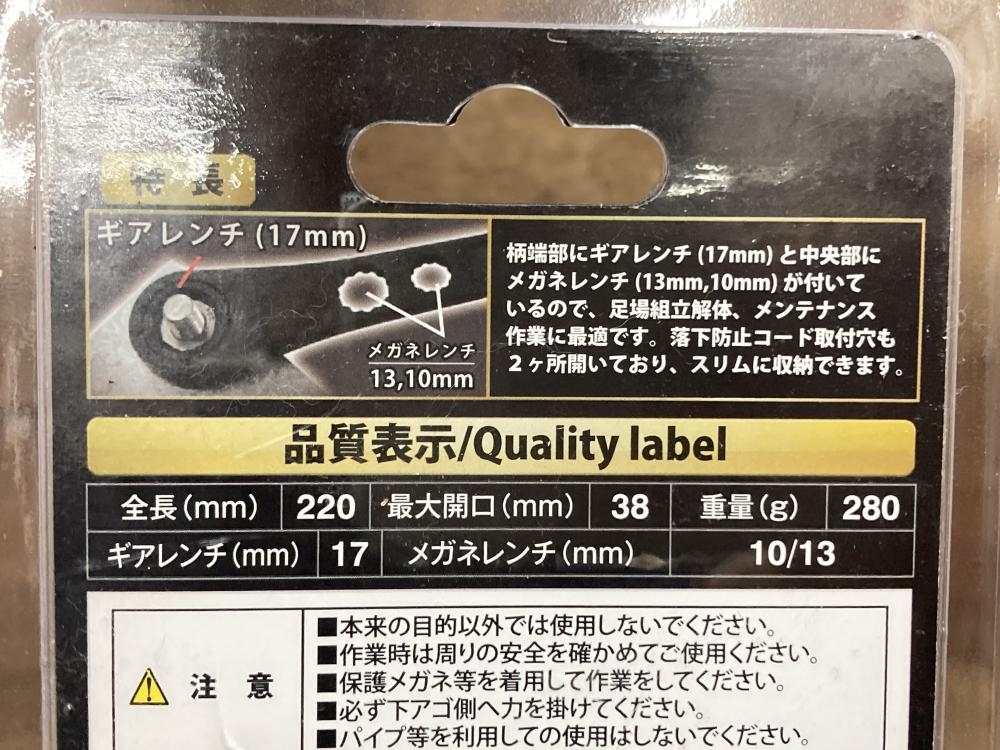 特 長
ギアレンチ (17mm)
メガネレンチ
13,10mm
柄端部にギアレンチ (17mm) と中央部に
メガネレンチ (13mm,10mm) が付いて
いるので、足場組立解体、メンテナンス
作業に最適です。落下防止コード取付穴も
２ヶ所開いており、スリムに収納できます。
品質表示/Quality label
全長(mm) 220 最大開口(mm) 38 重量(g) 280
ギアレンチ(mm) 17 メガネレンチ(mm) 10/13
注 意
■本来の目的以外では使用しないでください。
■作業時は周りの安全を確かめてご使用ください。
■保護メガネ等を着用して作業をしてください。
■必ず下アゴ側へ力を掛けてください。
■パイプ等を利用しての使用はしないでください。